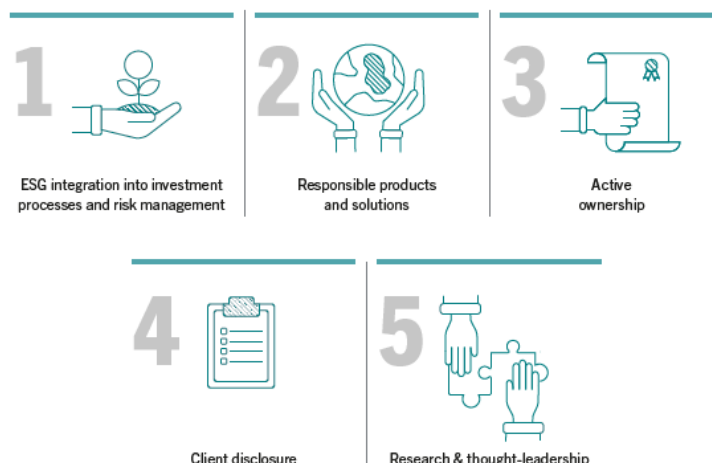 1
ESG integration into investment
processes and risk management
2
Responsible products
and solutions
3
Active
ownership
4
Client disclosure
5
Research & thought-leadership